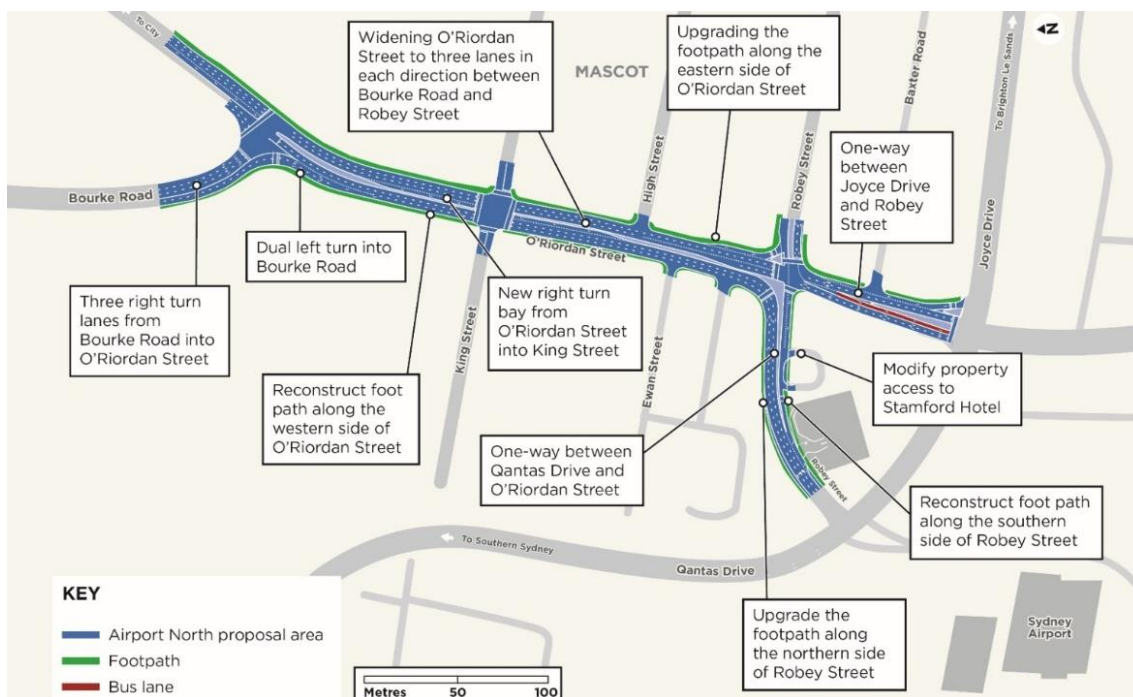 To City
Widening O'Riordan
Street to three lanes in
each direction between
Bourke Road and
Robey Street
MASCOT
Upgrading the
footpath along the
eastern side of
O'Riordan Street
N
To Brighton Le Sands
Baxter Road
High Street
Robey Street
One-way
between
Joyce Drive
and Robey
Street
Joyce Drive
Bourke Road
O'Riordan Street
Dual left turn into
Bourke Road
Three right turn
lanes from
Bourke Road into
O'Riordan Street
King Street
New right turn
bay from
O'Riordan Street
into King Street
Ewan Street
Modify property
access to
Stamford Hotel
Reconstruct foot
path along the
western side of
O'Riordan Street
One-way between
Qantas Drive and
O'Riordan Street
Robey Street
Reconstruct foot path
along the southern
side of Robey Street
To Southern Sydney
Qantas Drive
Upgrade the
footpath along
the northern side
of Robey Street
Sydney
Airport
KEY
Airport North proposal area
Footpath
Bus lane
Metres 50 100